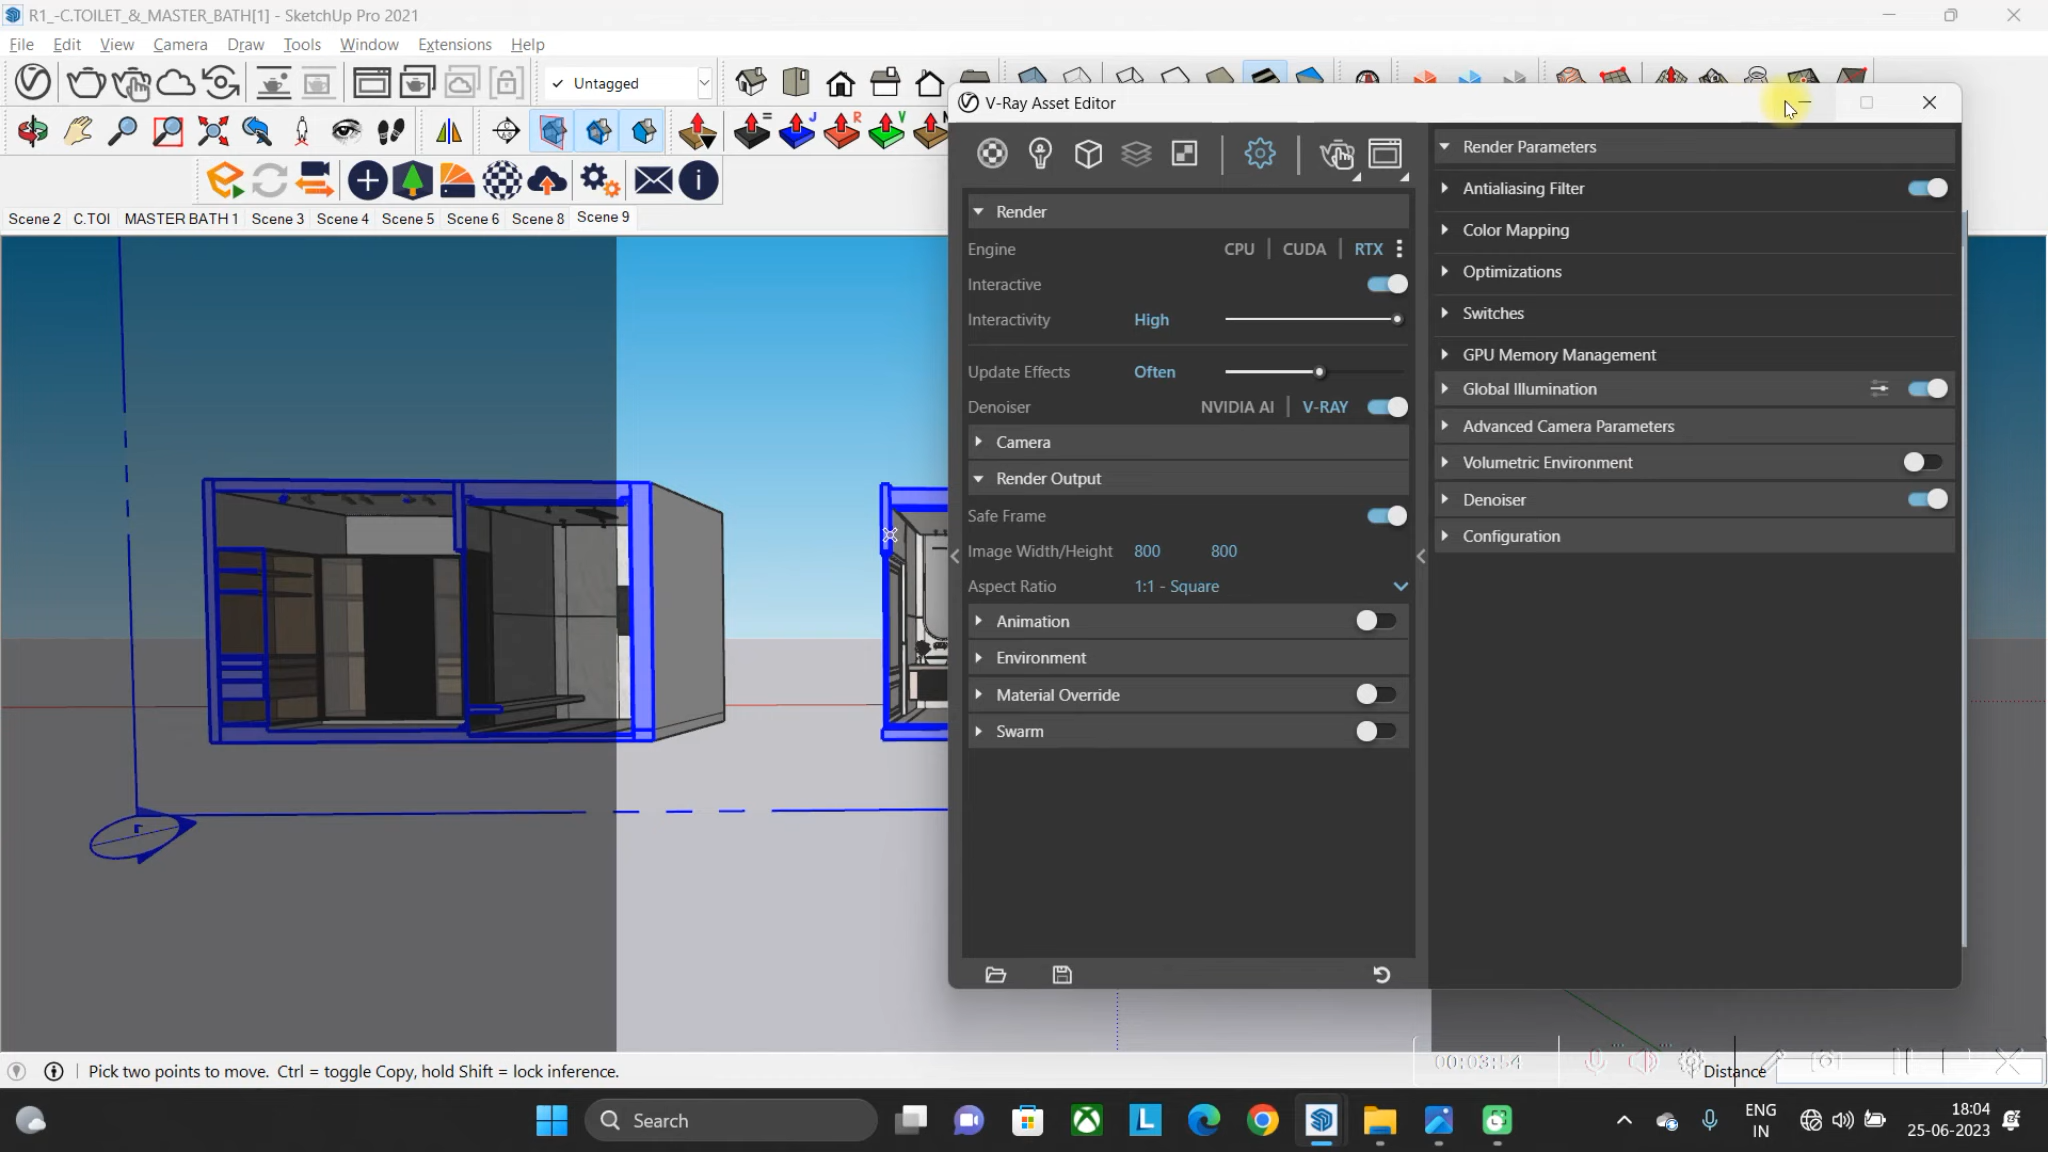 R1_-C.TOILET_&_MASTER_BATH[1] - SketchUp Pro 2021
File Edit View Camera Draw Tools Window Extensions Help
Untagged
Scene 2 C.TOI MASTER BATH 1 Scene 3 Scene 4 Scene 5 Scene 6 Scene 8 Scene 9
V-Ray Asset Editor
Render
Engine CPU CUDA RTX
Interactive
Interactivity High
Update Effects Often
Denoiser NVIDIA AI V-RAY
Camera
Render Output
Safe Frame
Image Width/Height 800 800
Aspect Ratio 1:1 - Square
Animation
Environment
Material Override
Swarm
Render Parameters
Antialiasing Filter
Color Mapping
Optimizations
Switches
GPU Memory Management
Global Illumination
Advanced Camera Parameters
Volumetric Environment
Denoiser
Configuration
00:03:54
Pick two points to move. Ctrl = toggle Copy, hold Shift = lock inference.
Distance
Search
ENG
IN
18:04
25-06-2023